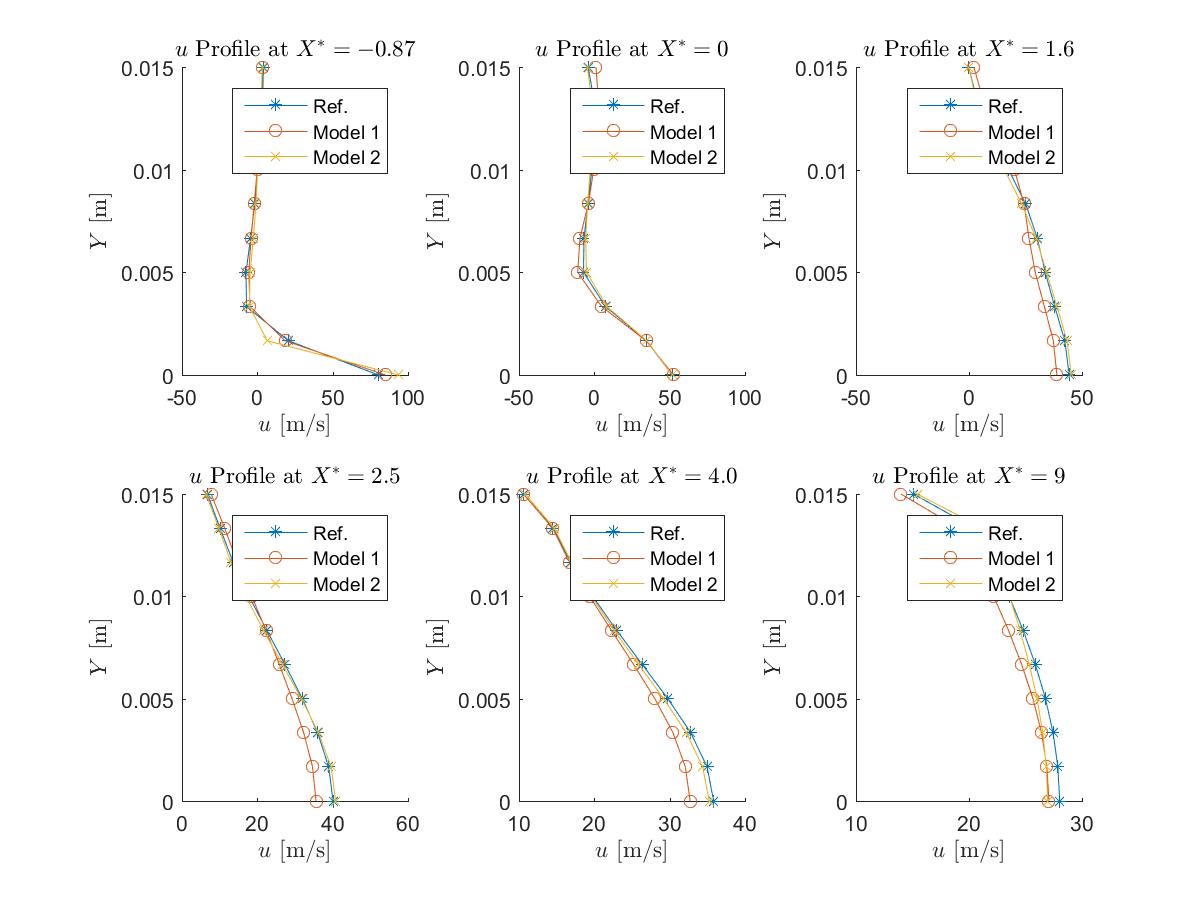 u Profile at X* = −0.87
0.015
0.01
0.005
0
Y [m]
-50
0
50
100
u [m/s]
Ref.
Model 1
Model 2
u Profile at X* = 0
0.015
0.01
0.005
0
Y [m]
-50
0
50
100
u [m/s]
Ref.
Model 1
Model 2
u Profile at X* = 1.6
0.015
0.01
0.005
0
Y [m]
-50
0
50
u [m/s]
Ref.
Model 1
Model 2
u Profile at X* = 2.5
0.015
0.01
0.005
0
Y [m]
0
20
40
60
u [m/s]
Ref.
Model 1
Model 2
u Profile at X* = 4.0
0.015
0.01
0.005
0
Y [m]
10
20
30
40
u [m/s]
Ref.
Model 1
Model 2
u Profile at X* = 9
0.015
0.01
0.005
0
Y [m]
10
20
30
u [m/s]
Ref.
Model 1
Model 2